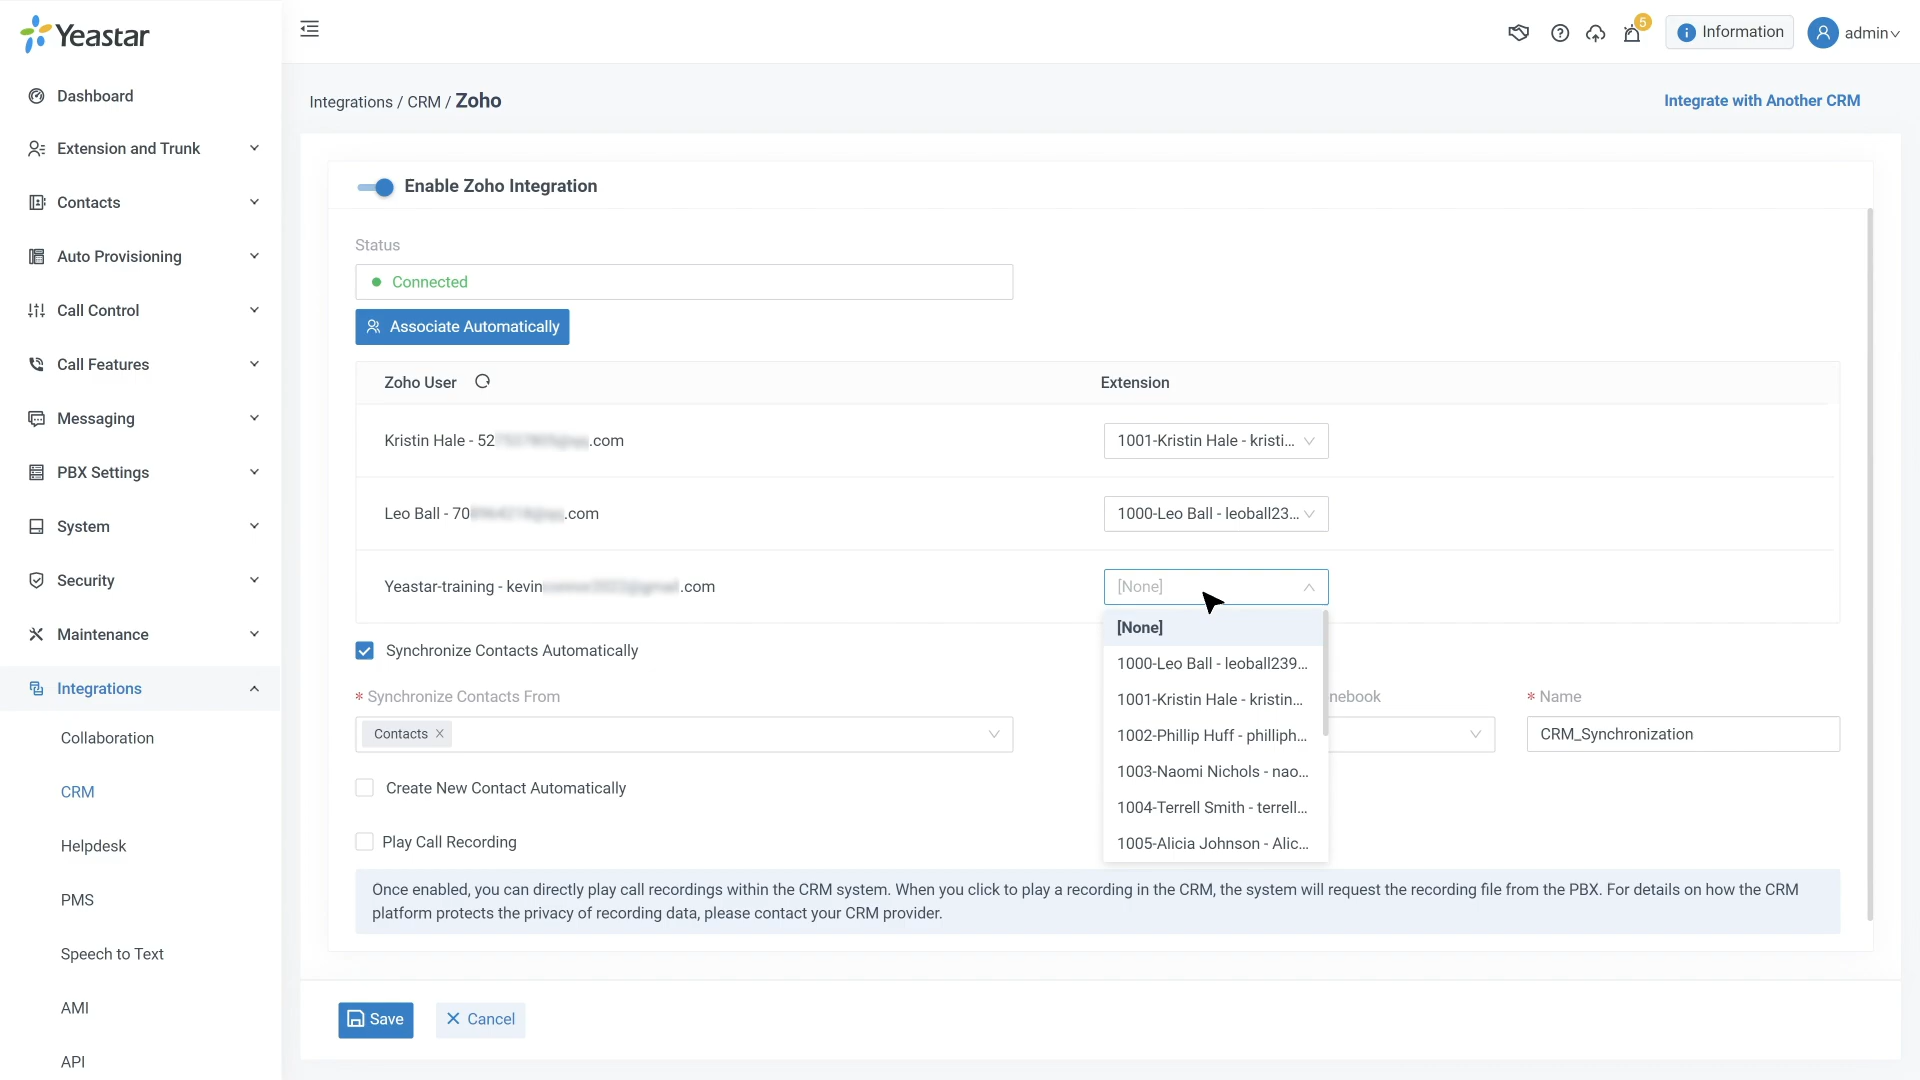 Yeastar
5
Information
admin
Dashboard
Extension and Trunk
Contacts
Auto Provisioning
Call Control
Call Features
Messaging
PBX Settings
System
Security
Maintenance
Integrations
Collaboration
CRM
Helpdesk
PMS
Speech to Text
AMI
API
Integrations / CRM / Zoho
Integrate with Another CRM
Enable Zoho Integration
Status
Connected
Associate Automatically
Zoho User
Extension
Kristin Hale - 52 .com
1001-Kristin Hale - kristi...
Leo Ball - 70 .com
1000-Leo Ball - leoball23...
Yeastar-training - kevin .com
[None]
[None]
1000-Leo Ball - leoball239...
1001-Kristin Hale - kristin...
1002-Phillip Huff - philliph...
1003-Naomi Nichols - nao...
1004-Terrell Smith - terrell...
1005-Alicia Johnson - Alic...
Synchronize Contacts Automatically
* Synchronize Contacts From
nebook
* Name
Contacts
CRM_Synchronization
Create New Contact Automatically
Play Call Recording
Once enabled, you can directly play call recordings within the CRM system. When you click to play a recording in the CRM, the system will request the recording file from the PBX. For details on how the CRM
platform protects the privacy of recording data, please contact your CRM provider.
Save
Cancel